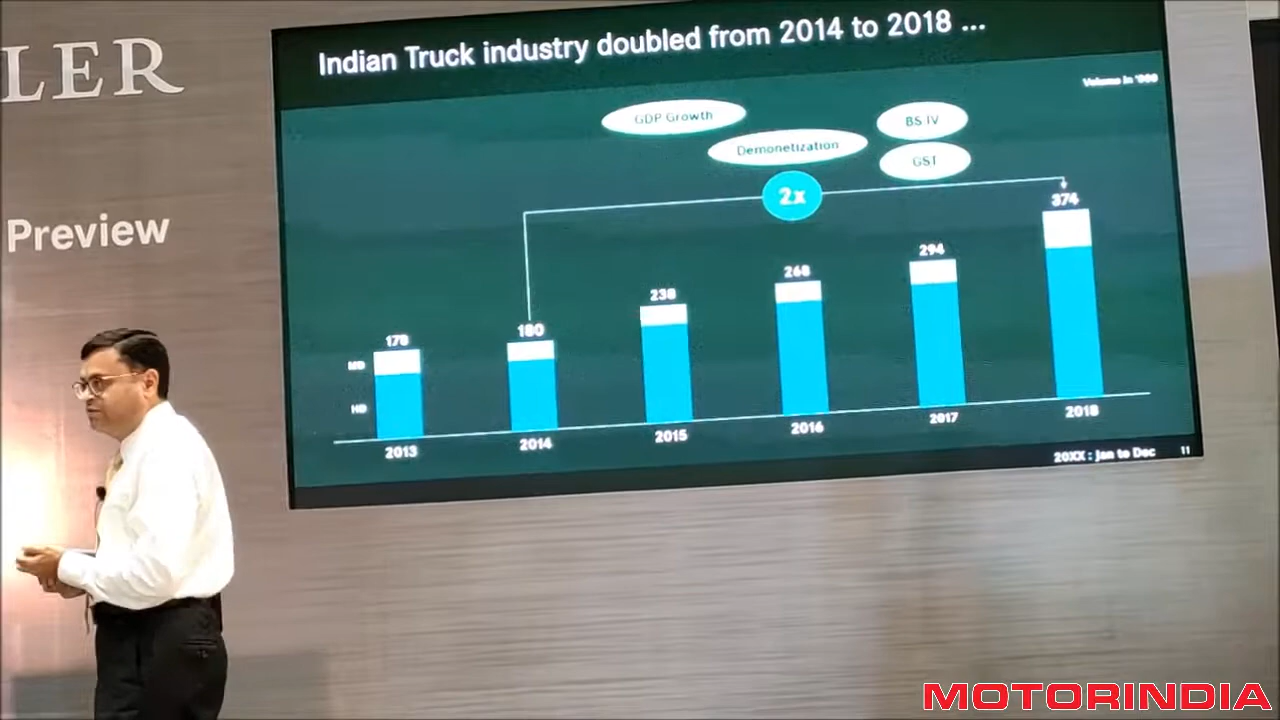 LER
Preview
Indian Truck industry doubled from 2014 to 2018 ...
Volume in '000
GDP Growth
BS IV
Demonetization
GST
2x
374
294
268
238
180
178
MD
HD
2013
2014
2015
2016
2017
2018
20XX : Jan to Dec
11
MOTORINDIA